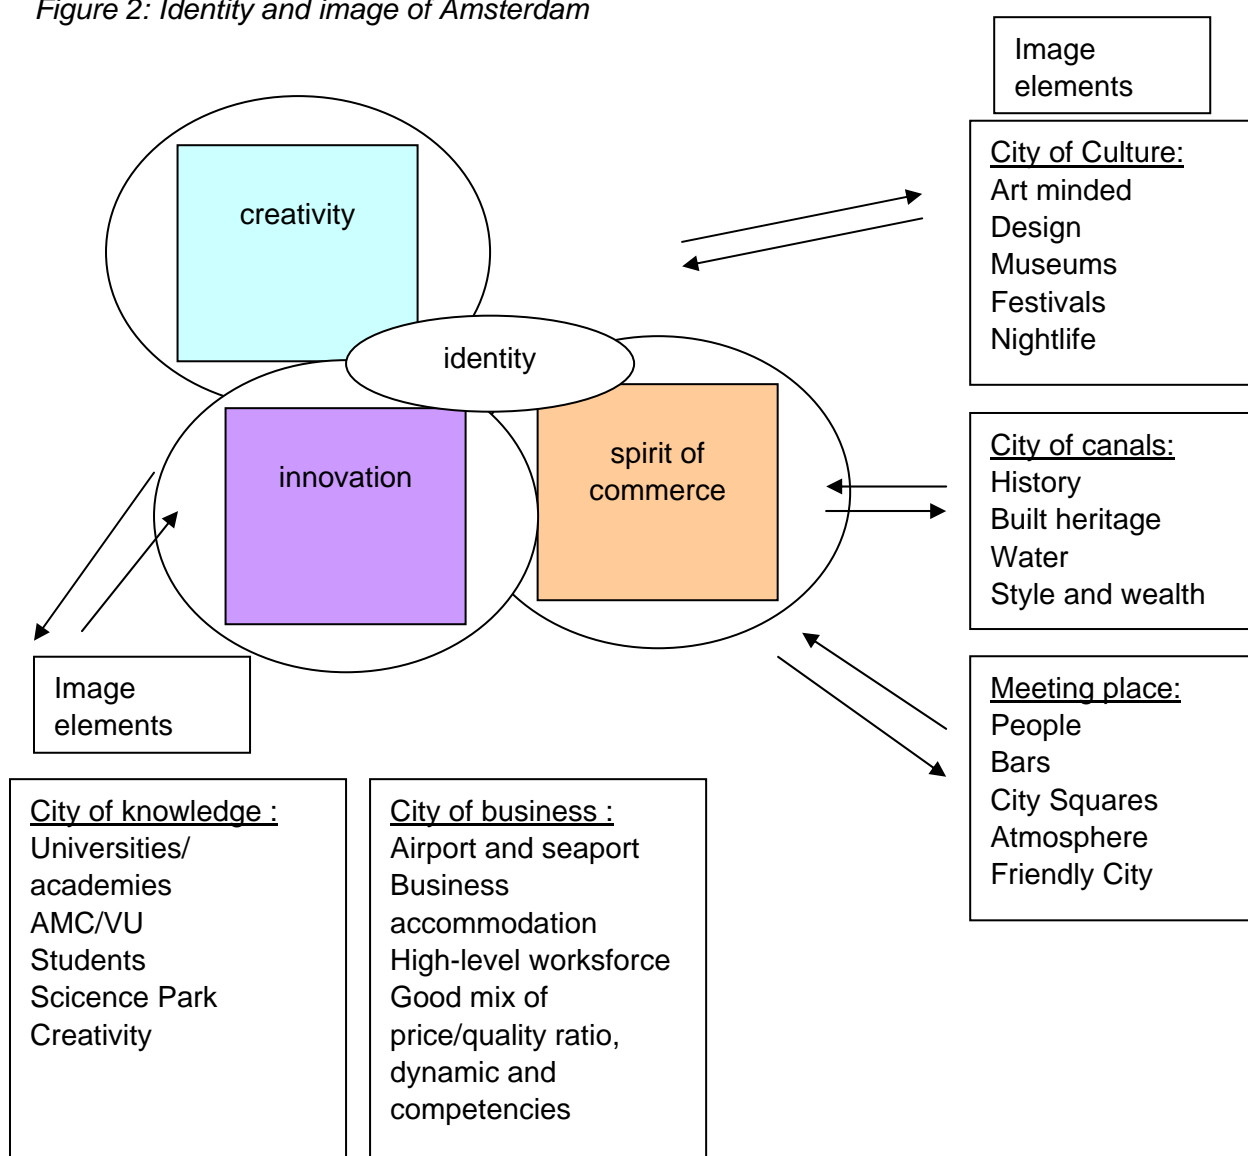 Figure 2: Identity and image of Amsterdam
Image
elements
City of Culture:
Art minded
Design
Museums
Festivals
Nightlife
creativity
identity
innovation
spirit of
commerce
City of canals:
History
Built heritage
Water
Style and wealth
Meeting place:
People
Bars
City Squares
Atmosphere
Friendly City
Image
elements
City of knowledge :
Universities/
academies
AMC/VU
Students
Scicence Park
Creativity
City of business :
Airport and seaport
Business
accommodation
High-level worksforce
Good mix of
price/quality ratio,
dynamic and
competencies